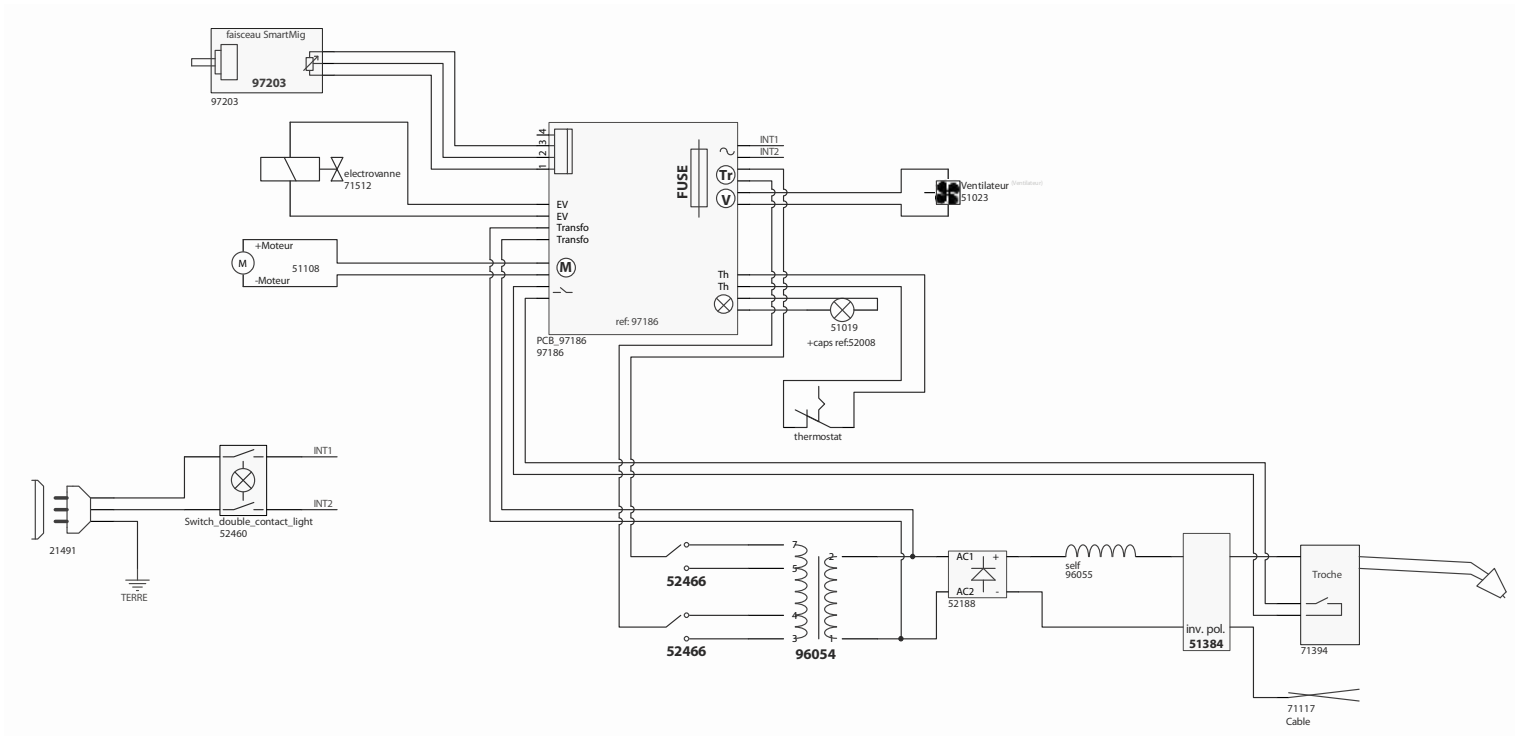 faisceau SmartMig
97203
97203
electrovanne
71512
+Moteur
M
51108
-Moteur
4
3
2
1
EV
EV
Transfo
Transfo
M
FUSE
Tr
V
Th
Th
ref: 97186
PCB_97186
97186
INT1
INT2
Ventilateur
51023
51019
+caps ref:52008
thermostat
INT1
INT2
Switch_double_contact_light
52460
21491
TERRE
52466
52466
7
5
4
3
2
1
96054
AC1 +
AC2 -
52188
self
96055
inv. pol.
51384
Troche
71394
71117
Cable